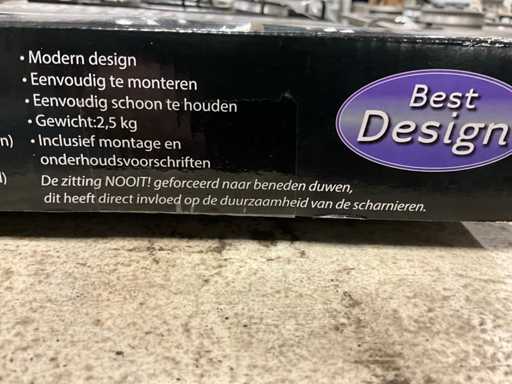 • Modern design
• Eenvoudig te monteren
• Eenvoudig schoon te houden
• Gewicht:2,5 kg
• Inclusief montage en
onderhoudsvoorschriften
De zitting NOOIT! geforceerd naar beneden duwen,
dit heeft direct invloed op de duurzaamheid van de scharnieren.
Best
Design